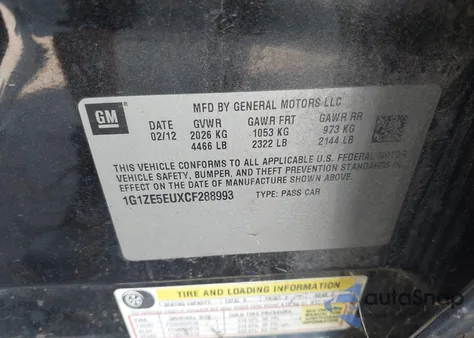 MFD BY GENERAL MOTORS LLC
GM
DATE GVWR GAWR FRT GAWR RR
02/12 2026 KG 1053 KG 973 KG
4466 LB 2322 LB 2144 LB
THIS VEHICLE CONFORMS TO ALL APPLICABLE U.S. FEDERAL MOTOR
VEHICLE SAFETY, BUMPER, AND THEFT PREVENTION STANDARDS IN
EFFECT ON THE DATE OF MANUFACTURE SHOWN ABOVE.
1G1ZE5EUXCF288993 TYPE: PASS CAR
TIRE AND LOADING INFORMATION
AutoSnap